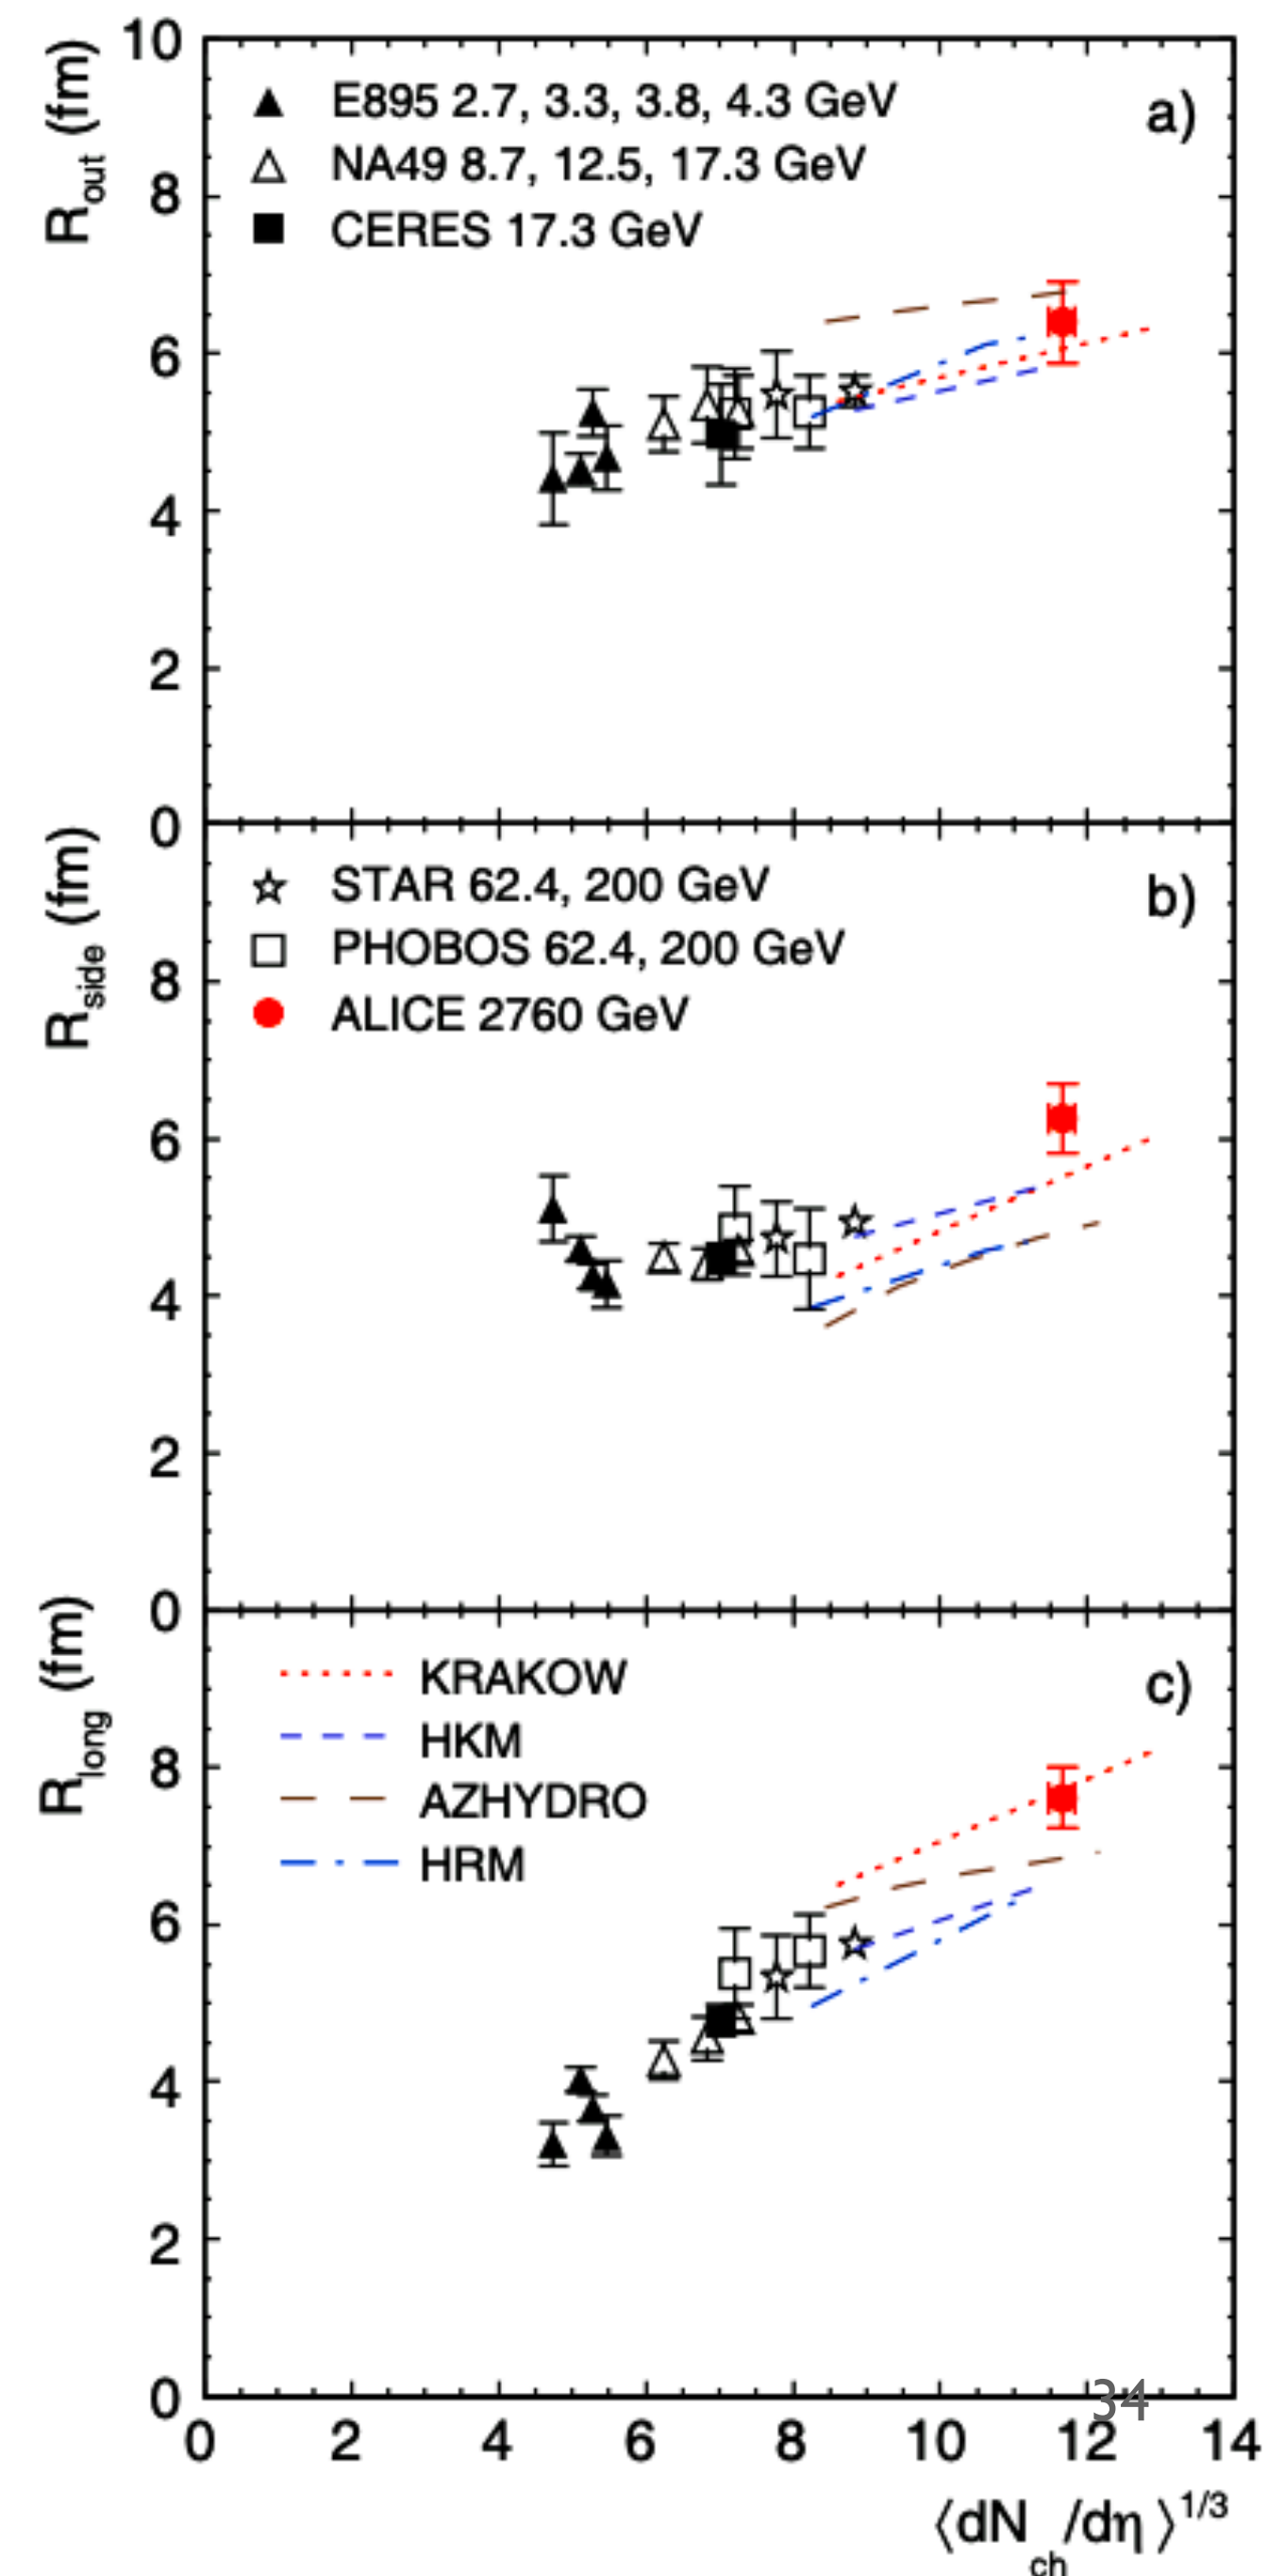 10
R_out (fm)
a)
E895 2.7, 3.3, 3.8, 4.3 GeV
NA49 8.7, 12.5, 17.3 GeV
CERES 17.3 GeV
8
6
4
2
0
R_side (fm)
b)
STAR 62.4, 200 GeV
PHOBOS 62.4, 200 GeV
ALICE 2760 GeV
8
6
4
2
0
R_long (fm)
c)
KRAKOW
HKM
AZHYDRO
HRM
8
6
4
2
0
34
0 2 4 6 8 10 12 14
⟨dN_ch/dη⟩^1/3